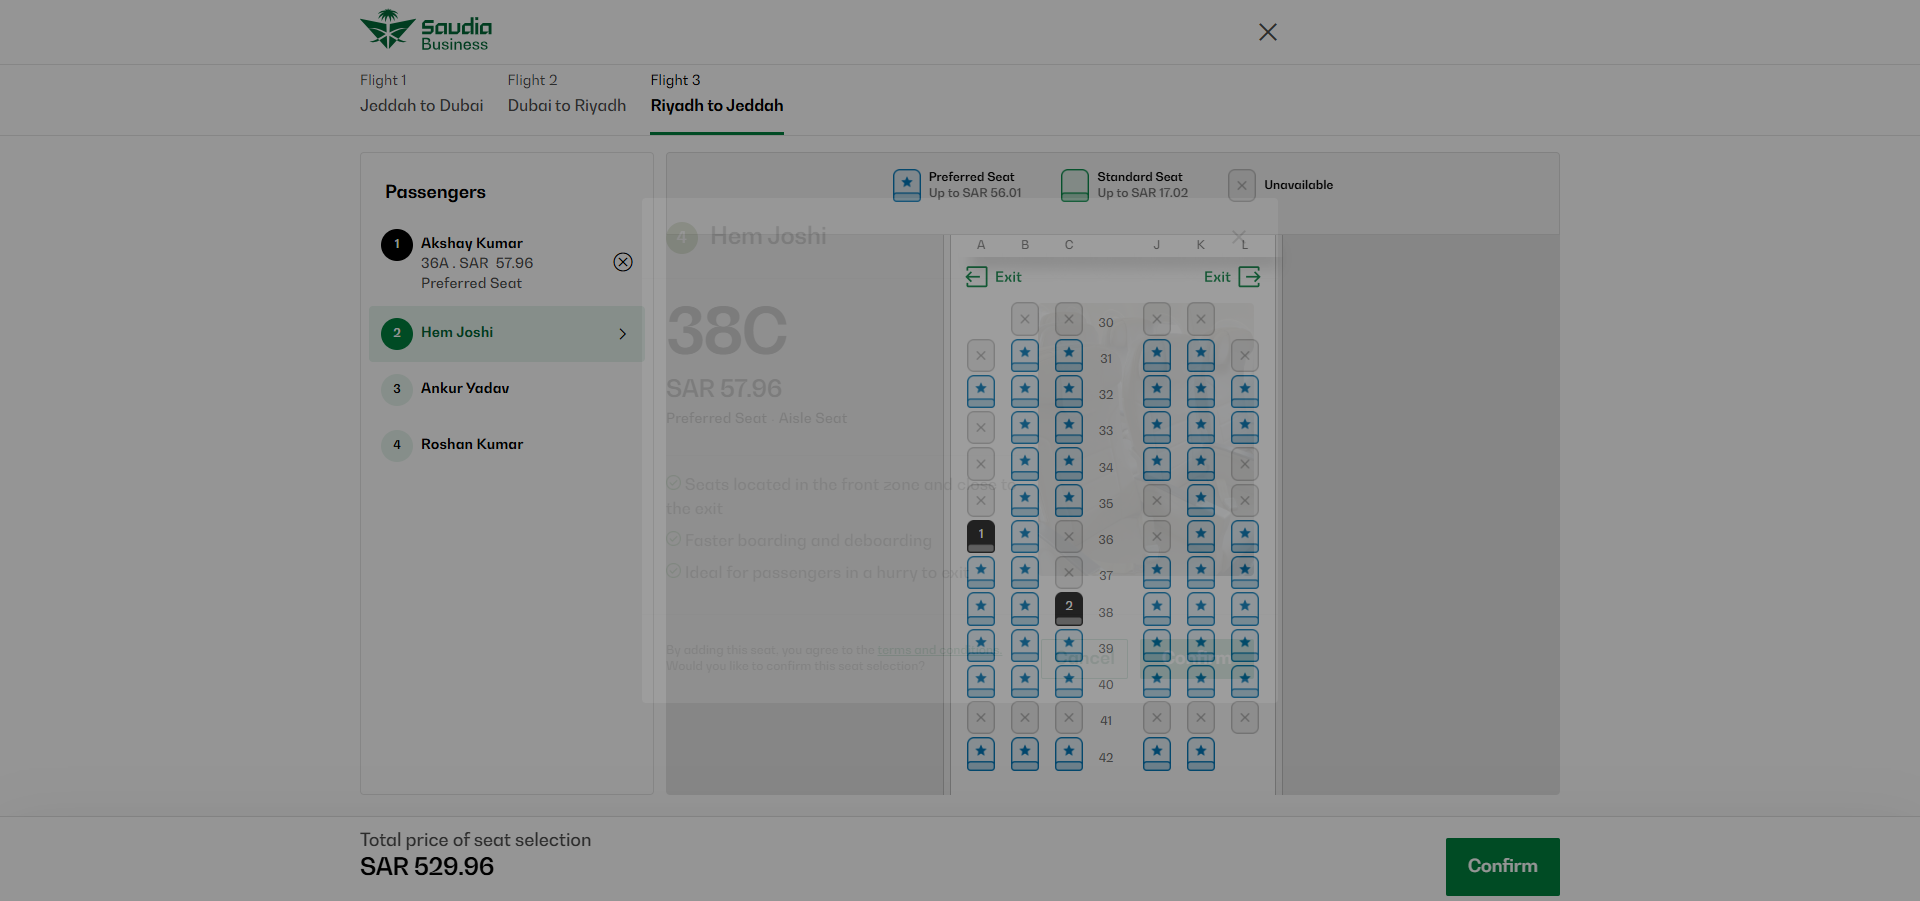 Saudia
Business
Flight 1
Jeddah to Dubai
Flight 2
Dubai to Riyadh
Flight 3
Riyadh to Jeddah
Passengers
1
Akshay Kumar
36A . SAR 57.96
Preferred Seat
2
Hem Joshi
3
Ankur Yadav
4
Roshan Kumar
Preferred Seat
Up to SAR 56.01
Standard Seat
Up to SAR 17.02
Unavailable
4 Hem Joshi
38C
SAR 57.96
Preferred Seat - Aisle Seat
Seats located in the front zone and close to
the exit
Faster boarding and deboarding
Ideal for passengers in a hurry to exit
By adding this seat, you agree to the terms and conditions.
Would you like to confirm this seat selection?
Cancel
Confirm
A B C J K L
Exit Exit
30
31
32
33
34
35
1 36
37
2 38
39
40
41
42
Total price of seat selection
SAR 529.96
Confirm